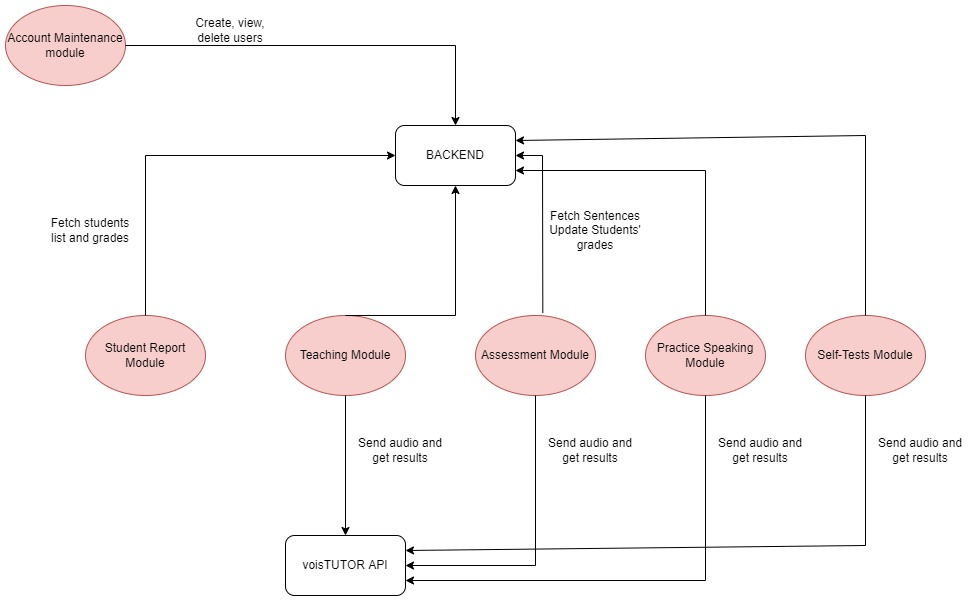 Create, view,
delete users
Account Maintenance
module
BACKEND
Fetch students
list and grades
Fetch Sentences
Update Students'
grades
Student Report
Module
Teaching Module
Assessment Module
Practice Speaking
Module
Self-Tests Module
Send audio and
get results
Send audio and
get results
Send audio and
get results
Send audio and
get results
voisTUTOR API